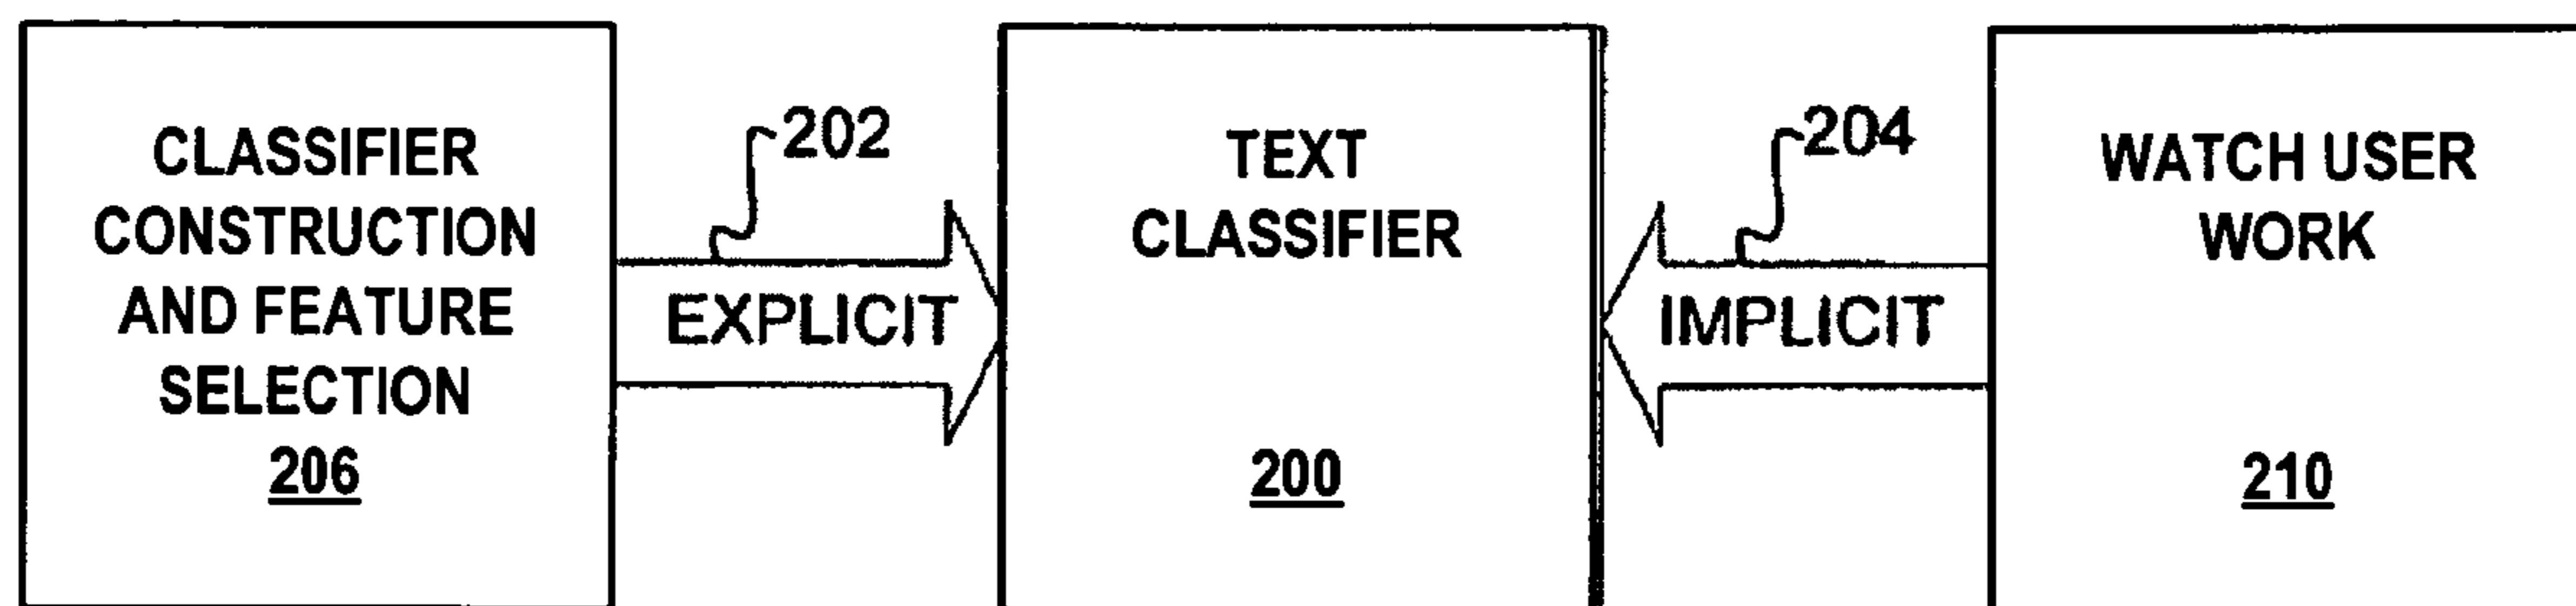 CLASSIFIER
CONSTRUCTION
AND FEATURE
SELECTION
206
202
EXPLICIT
TEXT
CLASSIFIER
200
204
IMPLICIT
WATCH USER
WORK
210